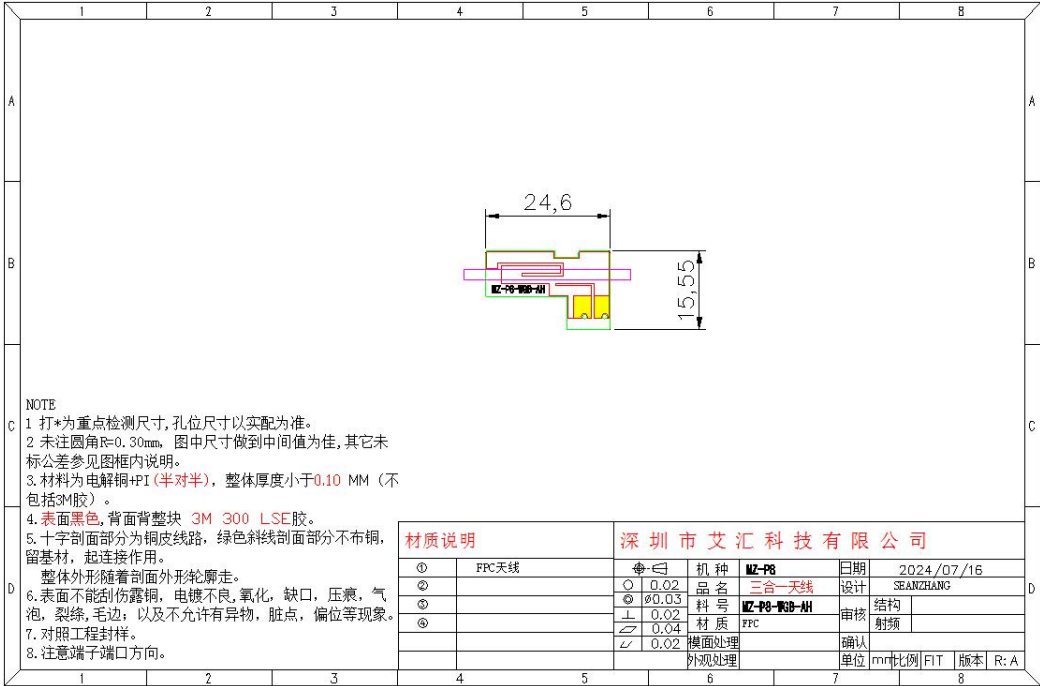 1 2 3 4 5 6 7 8
A A
24,6
B B
15,55
MZ-P8-WGB-AH
NOTE
C C
1 打*为重点检测尺寸,孔位尺寸以实配为准。
2 未注圆角R=0.30mm, 图中尺寸做到中间值为佳,其它未
标公差参见图框内说明。
3.材料为电解铜+PI(半对半), 整体厚度小于0.10 MM（不
包括3M胶）。
4.表面黑色,背面背整块 3M 300 LSE胶。
5.十字剖面部分为铜皮线路, 绿色斜线剖面部分不布铜,
留基材, 起连接作用。
整体外形随着剖面外形轮廓走。
D D
6.表面不能刮伤露铜, 电镀不良,氧化, 缺口, 压痕, 气
泡, 裂绦,毛边; 以及不允许有异物, 脏点, 偏位等现象。
7.对照工程封样。
8.注意端子端口方向。
材质说明
① FPC天线
②
③
④
深圳市艾汇科技有限公司
机种 MZ-P8 日期 2024/07/16
0.02 品名 三合一天线 设计 SEANZHANG
ø0.03 料号 MZ-P8-WGB-AH 审核 结构
0.02 材质 FPC 射频
0.04
0.02 模面处理 确认
外观处理 单位 mm 比例 FIT 版本 R:A
1 2 3 4 5 6 7 8